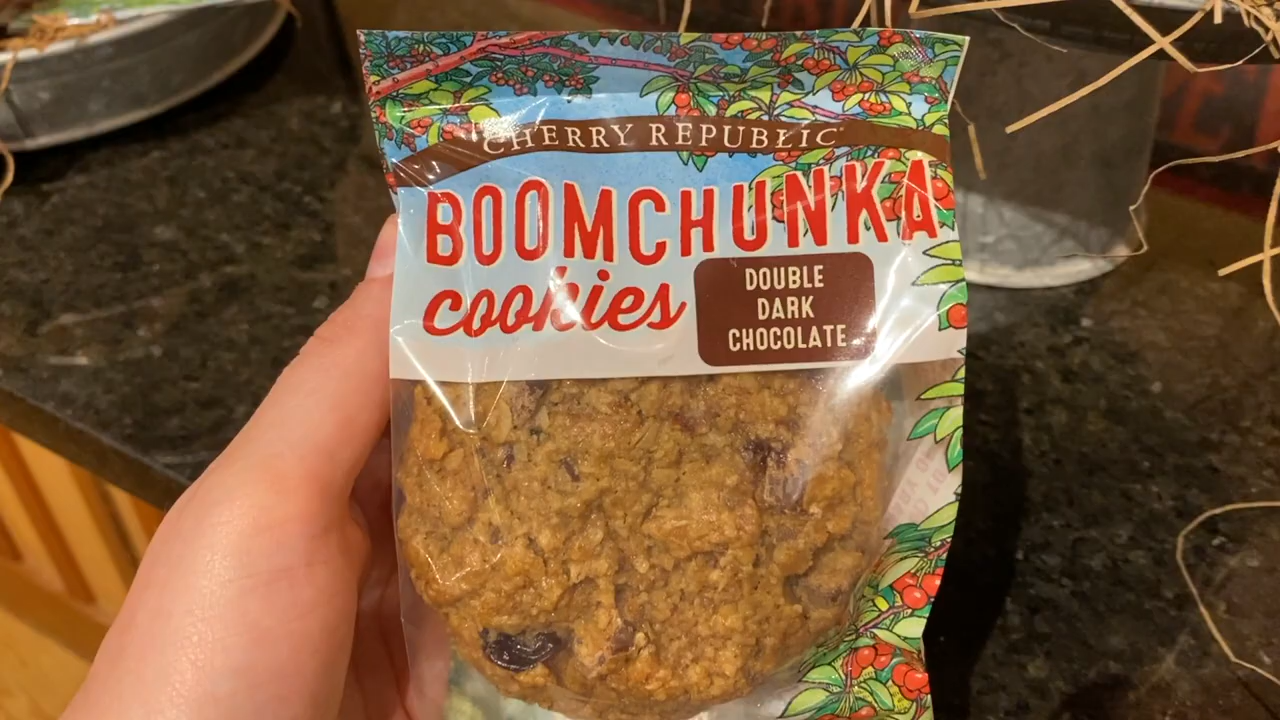 CHERRY REPUBLIC
BOOMCHUNKA
cookies
DOUBLE
DARK
CHOCOLATE